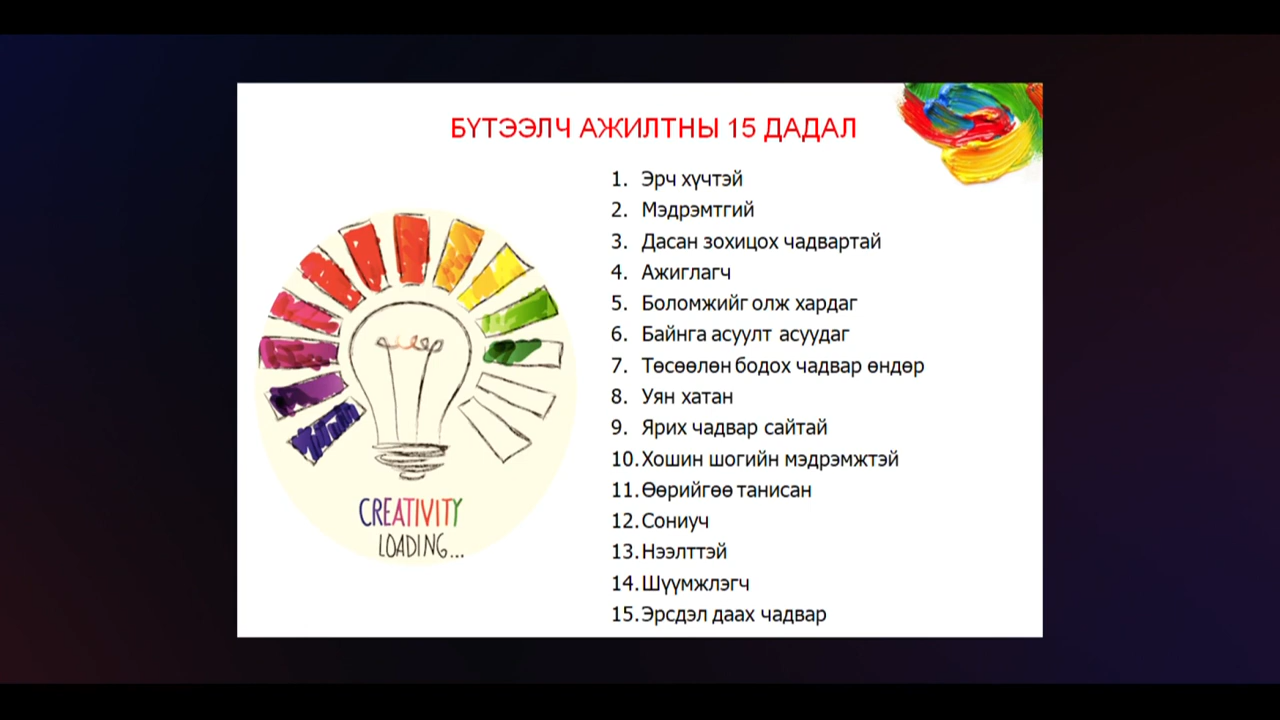 БҮТЭЭЛЧ АЖИЛТНЫ 15 ДАДАЛ
1. Эрч хүчтэй
2. Мэдрэмтгий
3. Дасан зохицох чадвартай
4. Ажиглагч
5. Боломжийг олж хардаг
6. Байнга асуулт асуудаг
7. Төсөөлөн бодох чадвар өндөр
8. Уян хатан
9. Ярих чадвар сайтай
10. Хошин шогийн мэдрэмжтэй
11. Өөрийгөө танисан
12. Сониуч
13. Нээлттэй
14. Шүүмжлэгч
15. Эрсдэл даах чадвар
CREATIVITY
LOADING...